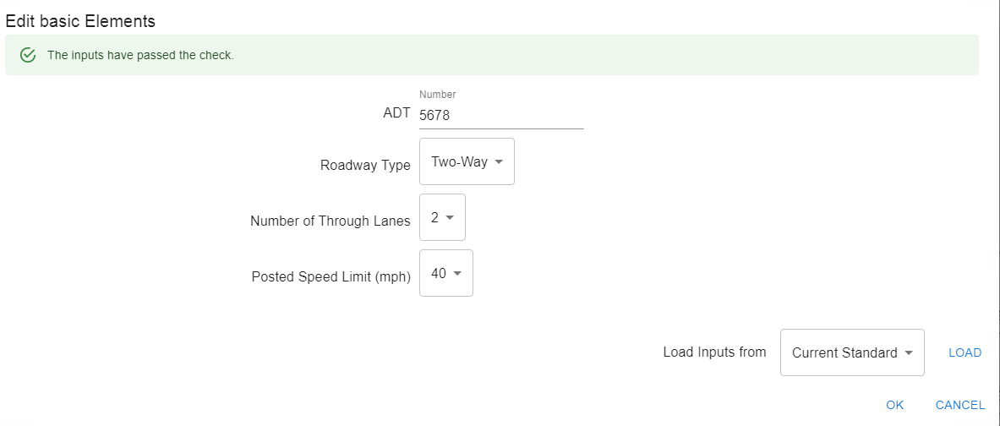 Edit basic Elements
The inputs have passed the check.
Number
ADT 5678
Roadway Type Two-Way
Number of Through Lanes 2
Posted Speed Limit (mph) 40
Load Inputs from Current Standard LOAD
OK CANCEL